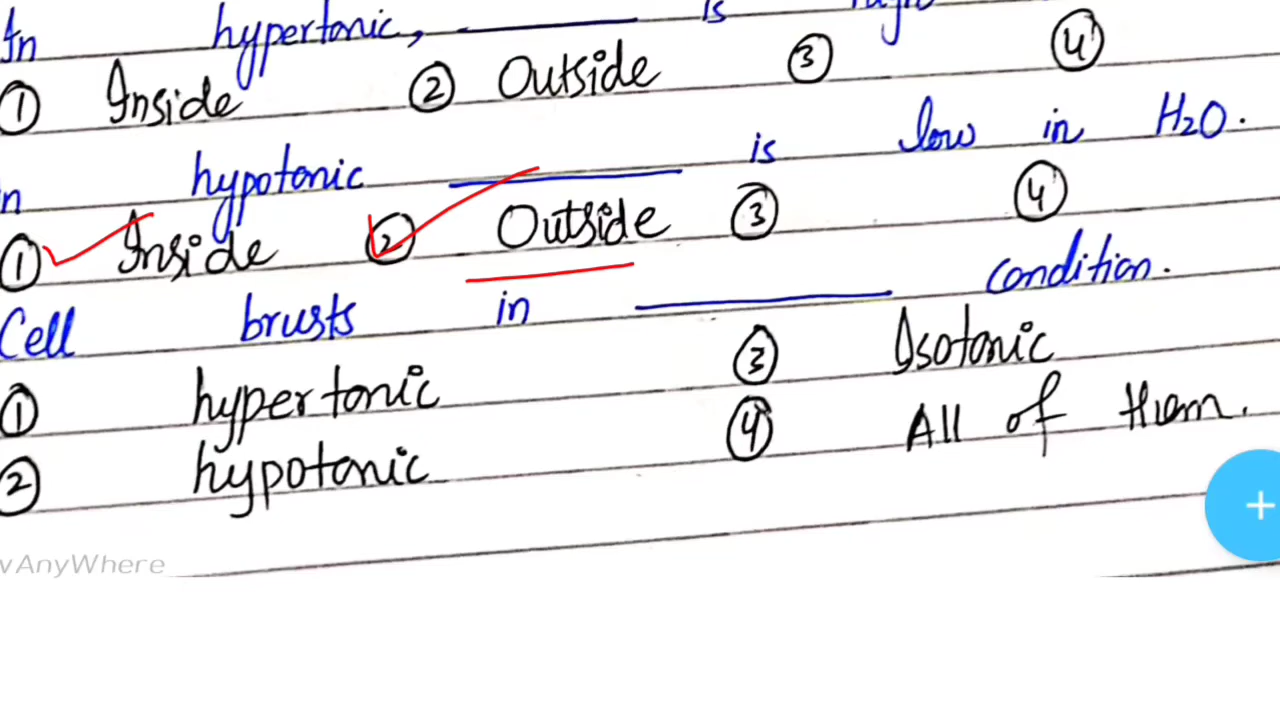 In hypertonic, ______ is
① Inside ② Outside ③ ④
hypotonic ______ is low in H₂O.
① Inside ② Outside ③ ④
Cell brusts in ______ condition.
① hypertonic ③ Isotonic
② hypotonic ④ All of them.
AnyWhere